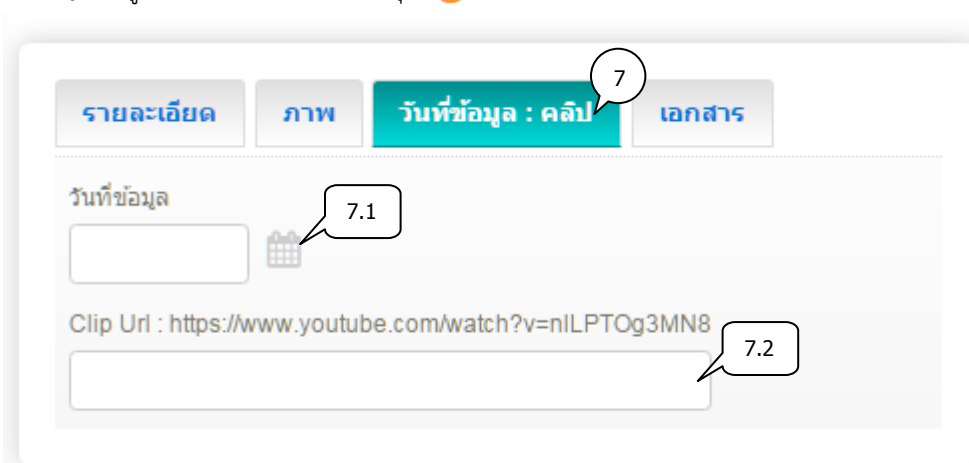 7
รายละเอียด ภาพ วันที่ข้อมูล : คลิป เอกสาร
วันที่ข้อมูล
7.1
Clip Url : https://www.youtube.com/watch?v=nILPTOg3MN8
7.2